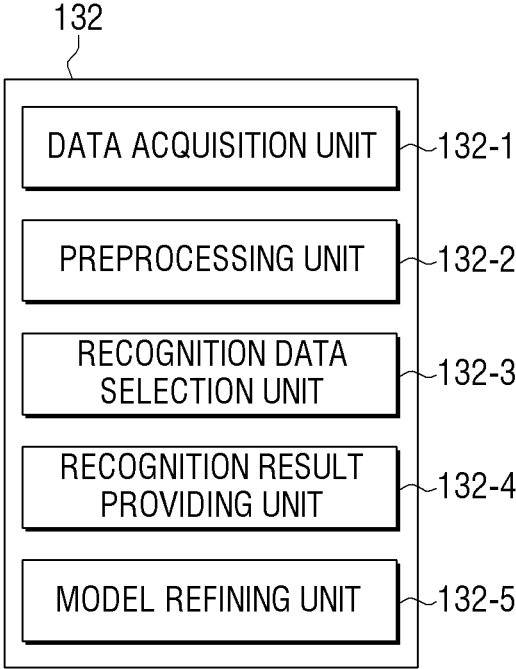 132
DATA ACQUISITION UNIT
132-1
PREPROCESSING UNIT
132-2
RECOGNITION DATA
SELECTION UNIT
132-3
RECOGNITION RESULT
PROVIDING UNIT
132-4
MODEL REFINING UNIT
132-5